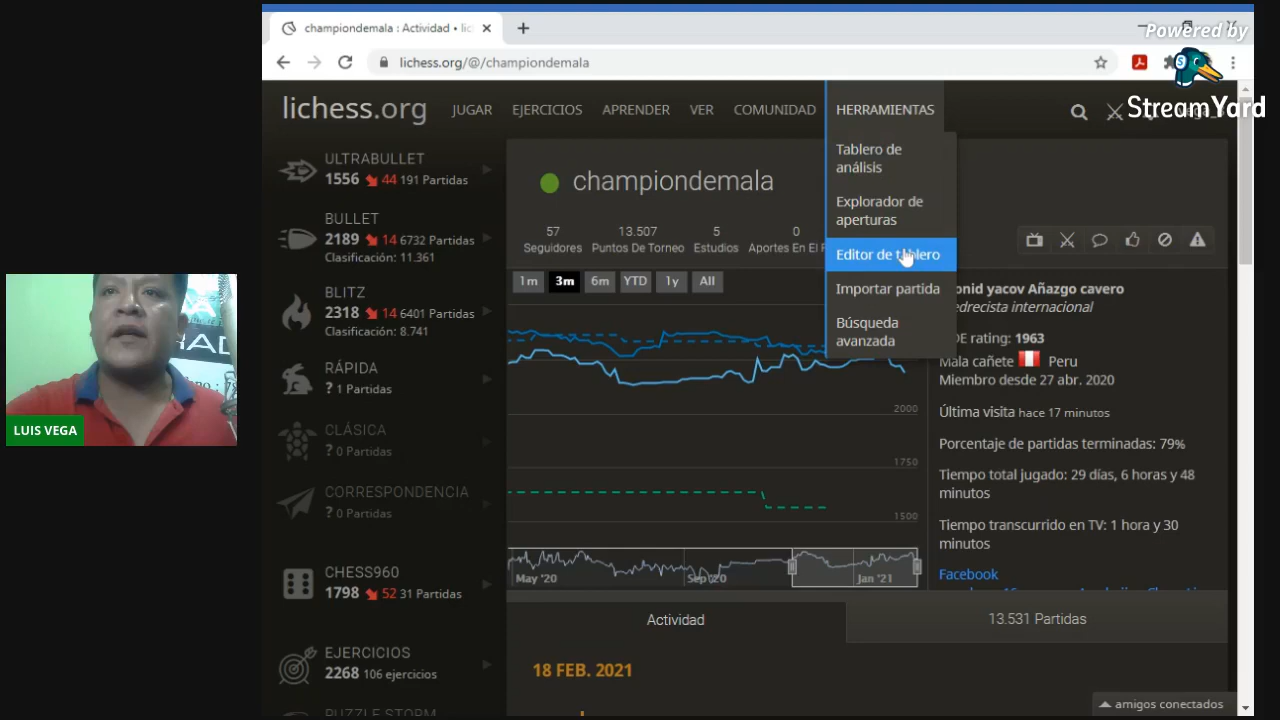 championdemala : Actividad • lic
lichess.org/@/championdemala
Powered by
StreamYard
lichess.org
JUGAR
EJERCICIOS
APRENDER
VER
COMUNIDAD
HERRAMIENTAS
Tablero de
análisis
Explorador de
aperturas
Editor de tablero
Importar partida
Búsqueda
avanzada
ULTRABULLET
1556 44 191 Partidas
BULLET
2189 14 6732 Partidas
Clasificación: 11.361
BLITZ
2318 14 6401 Partidas
Clasificación: 8.741
RÁPIDA
? 1 Partidas
CLÁSICA
? 0 Partidas
CORRESPONDENCIA
? 0 Partidas
CHESS960
1798 52 31 Partidas
EJERCICIOS
2268 106 ejercicios
PUZZLE STORM
championdemala
57 13.507 5 0
Seguidores Puntos De Torneo Estudios Aportes En El
1m 3m 6m YTD 1y All
2000
1750
1500
May '20 Sep '20 Jan '21
Añazgo cavero
internacional
rating: 1963
Mala cañete Peru
Miembro desde 27 abr. 2020
Última visita hace 17 minutos
Porcentaje de partidas terminadas: 79%
Tiempo total jugado: 29 días, 6 horas y 48
minutos
Tiempo transcurrido en TV: 1 hora y 30
minutos
Facebook
Actividad
13.531 Partidas
18 FEB. 2021
amigos conectados
LUIS VEGA